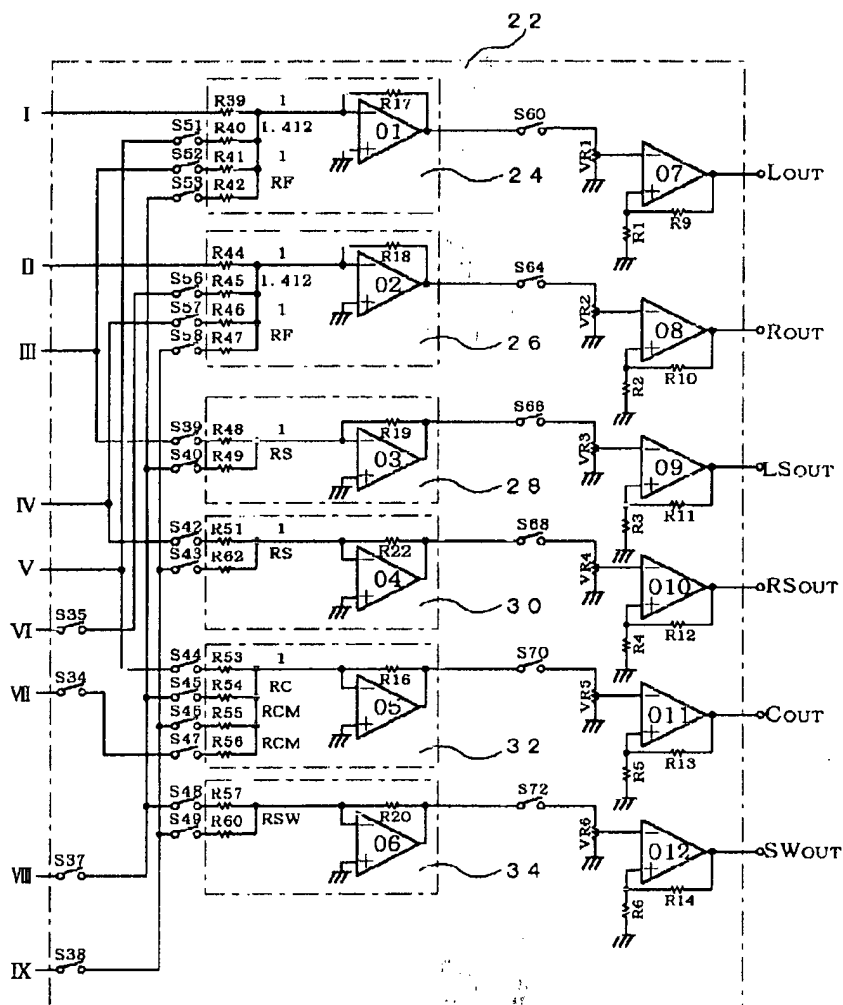 22
I
R39 1
R17
S60
S51
R40 1.412
01
S52
R41 1
VR1
07
LOUT
S53
R42 RF
24
R1
R9
II
R44 1
R18
S64
S56
R45 1.412
02
S57
R46 1
VR2
08
ROUT
S58
R47 RF
26
III
R2
R10
S39
R48 1
R19
S66
S40
R49 RS
03
VR3
09
LSOUT
28
IV
R3
R11
S42
R51 1
R22
S68
S43
R62 RS
04
VR4
010
RSOUT
V
30
VI
S35
R4
R12
S44
R53 1
R16
S70
VII
S34
S45
R54 RC
05
VR5
011
COUT
S46
R55 RCM
S47
R56 RCM
32
R5
R13
S48
R57 RSW
R20
S72
S49
R60
06
VR6
012
SWOUT
VIII
S37
34
R6
R14
IX
S38